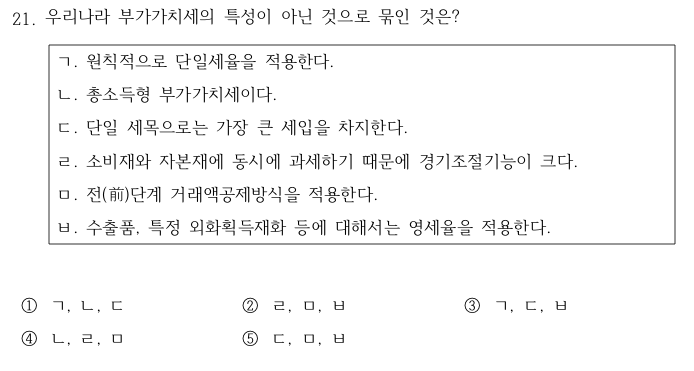 21. 우리나라 부가가치세의 특성이 아닌 것으로 묶인 것은?
ㄱ. 원칙적으로 단일세율을 적용한다.
ㄴ. 총소득형 부가가치세이다.
ㄷ. 단일 세목으로는 가장 큰 세입을 차지한다.
ㄹ. 소비재와 자본재에 동시에 과세하기 때문에 경기조절기능이 크다.
ㅁ. 전(前)단계 거래액공제방식을 적용한다.
ㅂ. 수출품, 특정 외화획득재화 등에 대해서는 영세율을 적용한다.
① ㄱ, ㄴ, ㄷ ② ㄹ, ㅁ, ㅂ ③ ㄱ, ㄷ, ㅂ
④ ㄴ, ㄹ, ㅁ ⑤ ㄷ, ㅁ, ㅂ